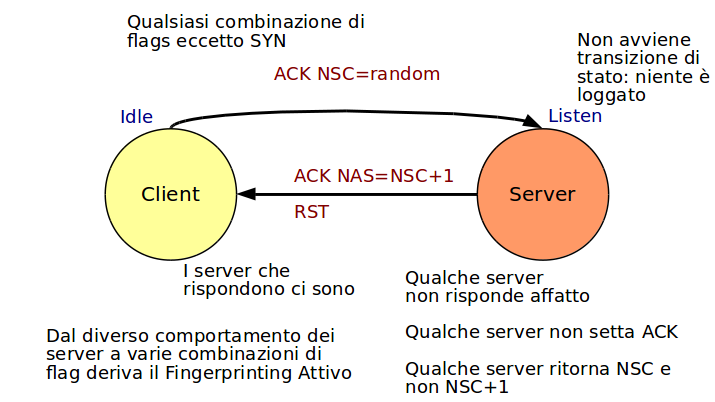 Qualsiasi combinazione di
flags eccetto SYN
Non avviene
transizione di
stato: niente è
loggato
ACK NSC=random
Idle
Listen
ACK NAS=NSC+1
Client
Server
RST
I server che
rispondono ci sono
Qualche server
non risponde affatto
Qualche server non setta ACK
Dal diverso comportamento dei
server a varie combinazioni di
flag deriva il Fingerprinting Attivo
Qualche server ritorna NSC e
non NSC+1